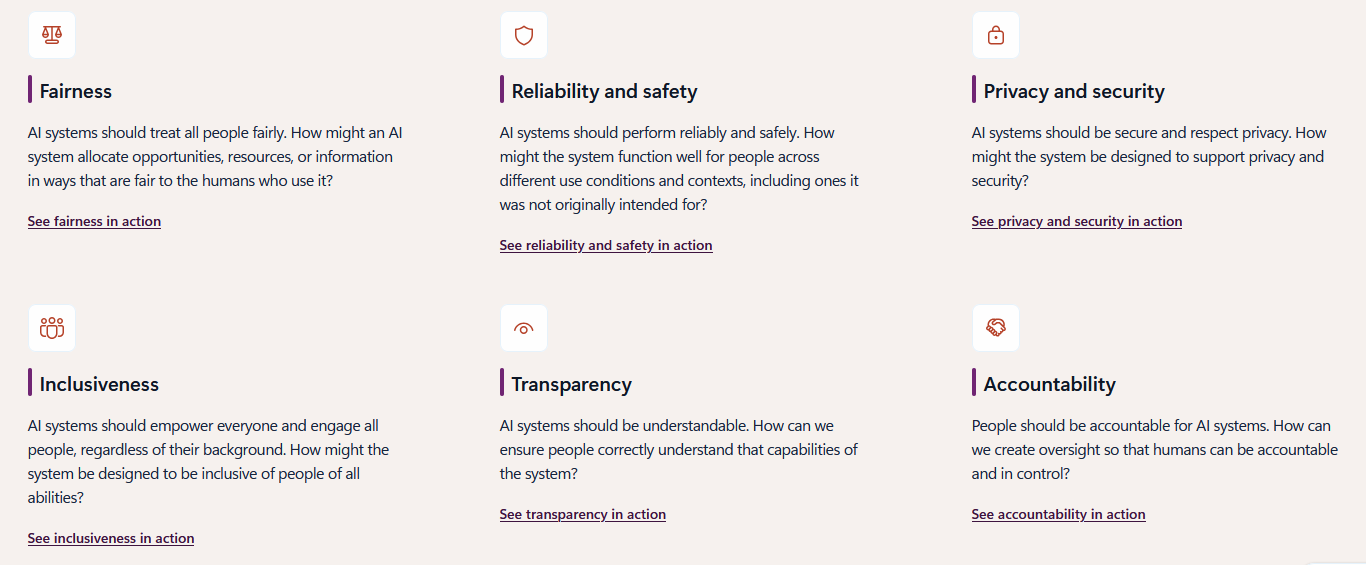 Fairness
AI systems should treat all people fairly. How might an AI
system allocate opportunities, resources, or information
in ways that are fair to the humans who use it?
See fairness in action
Reliability and safety
AI systems should perform reliably and safely. How
might the system function well for people across
different use conditions and contexts, including ones it
was not originally intended for?
See reliability and safety in action
Privacy and security
AI systems should be secure and respect privacy. How
might the system be designed to support privacy and
security?
See privacy and security in action
Inclusiveness
AI systems should empower everyone and engage all
people, regardless of their background. How might the
system be designed to be inclusive of people of all
abilities?
See inclusiveness in action
Transparency
AI systems should be understandable. How can we
ensure people correctly understand that capabilities of
the system?
See transparency in action
Accountability
People should be accountable for AI systems. How can
we create oversight so that humans can be accountable
and in control?
See accountability in action